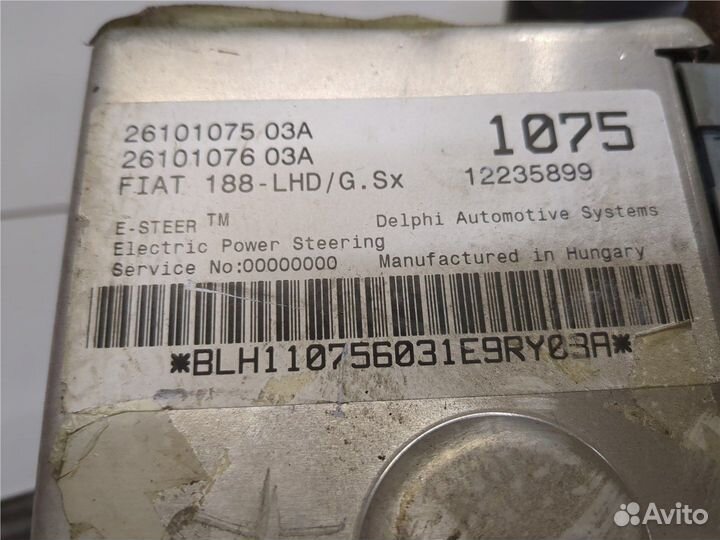 26101075 03A 1075
26101076 03A
FIAT 188-LHD/G.Sx 12235899
E-STEER TM Delphi Automotive Systems
Electric Power Steering
Service No:00000000 Manufactured in Hungary
*BLH110756031E9RY03A*
Avito